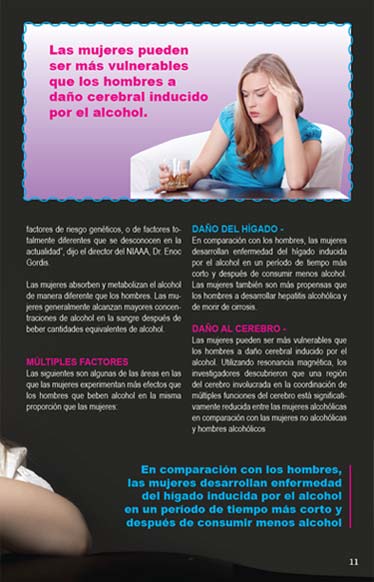 Las mujeres pueden
ser más vulnerables
que los hombres a
daño cerebral inducido
por el alcohol.
factores de riesgo genéticos, o de factores to-
talmente diferentes que se desconocen en la
actualidad", dijo el director del NIAAA, Dr. Enoc
Gordis.
Las mujeres absorben y metabolizan el alcohol
de manera diferente que los hombres. Las mu-
jeres generalmente alcanzan mayores concen-
traciones de alcohol en la sangre después de
beber cantidades equivalentes de alcohol.
MÚLTIPLES FACTORES
Las siguientes son algunas de las áreas en las
que las mujeres experimentan más efectos que
los hombres que beben alcohol en la misma
proporción que las mujeres:
DAÑO DEL HÍGADO -
En comparación con los hombres, las mujeres
desarrollan enfermedad del hígado inducida
por el alcohol en un período de tiempo más
corto y después de consumir menos alcohol.
Las mujeres también son más propensas que
los hombres a desarrollar hepatitis alcohólica y
de morir de cirrosis.
DAÑO AL CEREBRO -
Las mujeres pueden ser más vulnerables que
los hombres a daño cerebral inducido por el
alcohol. Utilizando resonancia magnética, los
investigadores descubrieron que una región
del cerebro involucrada en la coordinación de
múltiples funciones del cerebro está significati-
vamente reducida entre las mujeres alcohólicas
en comparación con las mujeres no alcohólicas
y hombres alcohólicos
En comparación con los hombres,
las mujeres desarrollan enfermedad
del hígado inducida por el alcohol
en un período de tiempo más corto y
después de consumir menos alcohol
11